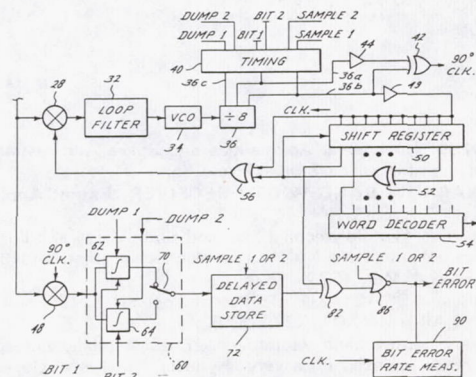 DUMP 2
BIT 2
SAMPLE 2
DUMP 1
BIT 1
SAMPLE 1
44
42
40
TIMING
90°
CLK.
36c
36a
36b
28
32
LOOP
FILTER
VCO
÷ 8
49
34
36
CLK.
SHIFT REGISTER
50
56
52
DUMP 1
WORD DECODER
54
DUMP 2
62
70
SAMPLE 1 OR 2
SAMPLE 1 OR 2
90°
CLK.
∫
DELAYED
DATA
STORE
BIT
ERROR
48
∫
64
82
86
90
72
60
BIT 1
BIT 2
CLK.
BIT ERROR
RATE MEAS.